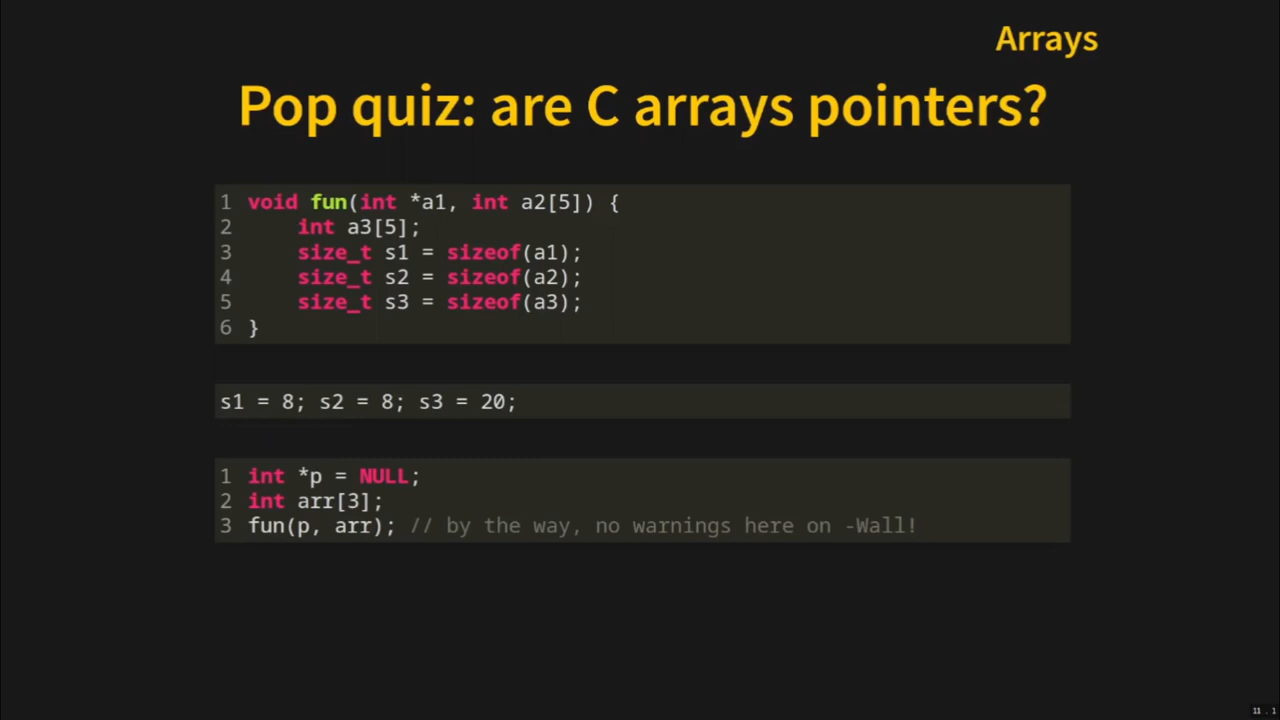 Arrays
Pop quiz: are C arrays pointers?
1 void fun(int *a1, int a2[5]) {
2     int a3[5];
3     size_t s1 = sizeof(a1);
4     size_t s2 = sizeof(a2);
5     size_t s3 = sizeof(a3);
6 }
s1 = 8; s2 = 8; s3 = 20;
1 int *p = NULL;
2 int arr[3];
3 fun(p, arr); // by the way, no warnings here on -Wall!
11 . 1